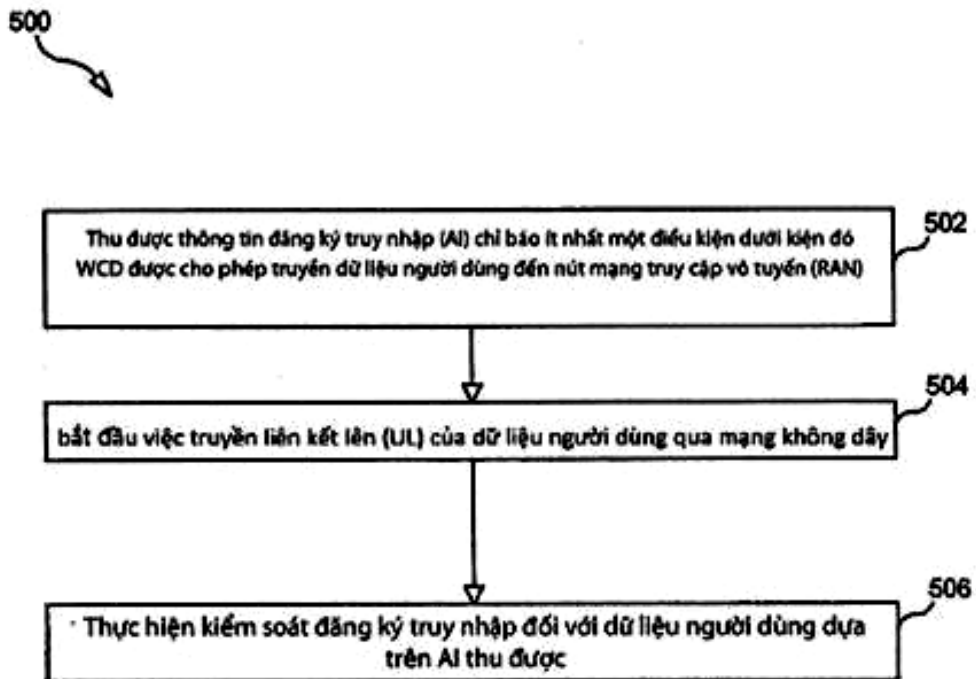 500
Thu được thông tin đăng ký truy nhập (AI) chỉ báo ít nhất một điều kiện dưới kiện đó
WCD được cho phép truyền dữ liệu người dùng đến nút mạng truy cập vô tuyến (RAN)
502
504
bắt đầu việc truyền liên kết lên (UL) của dữ liệu người dùng qua mạng không dây
506
Thực hiện kiểm soát đăng ký truy nhập đối với dữ liệu người dùng dựa
trên AI thu được